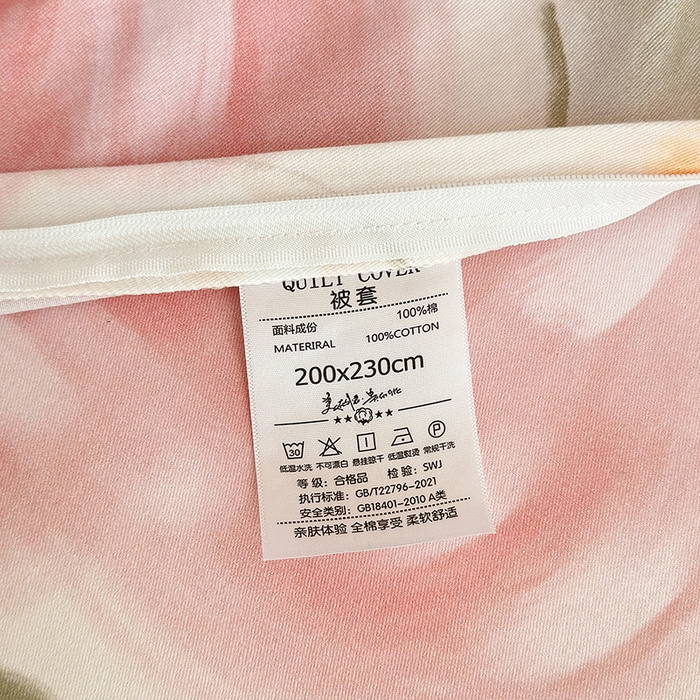 QUILT COVER
被套
面料成份 100%棉
MATERIRAL 100%COTTON
200x230cm
30
P
低温水洗 不可漂白 悬挂晾干 低温熨烫 常规干洗
等 级：合格品 检 验：SWJ
执行标准：GB/T22796-2021
安全类别：GB18401-2010 A类
亲肤体验 全棉享受 柔软舒适